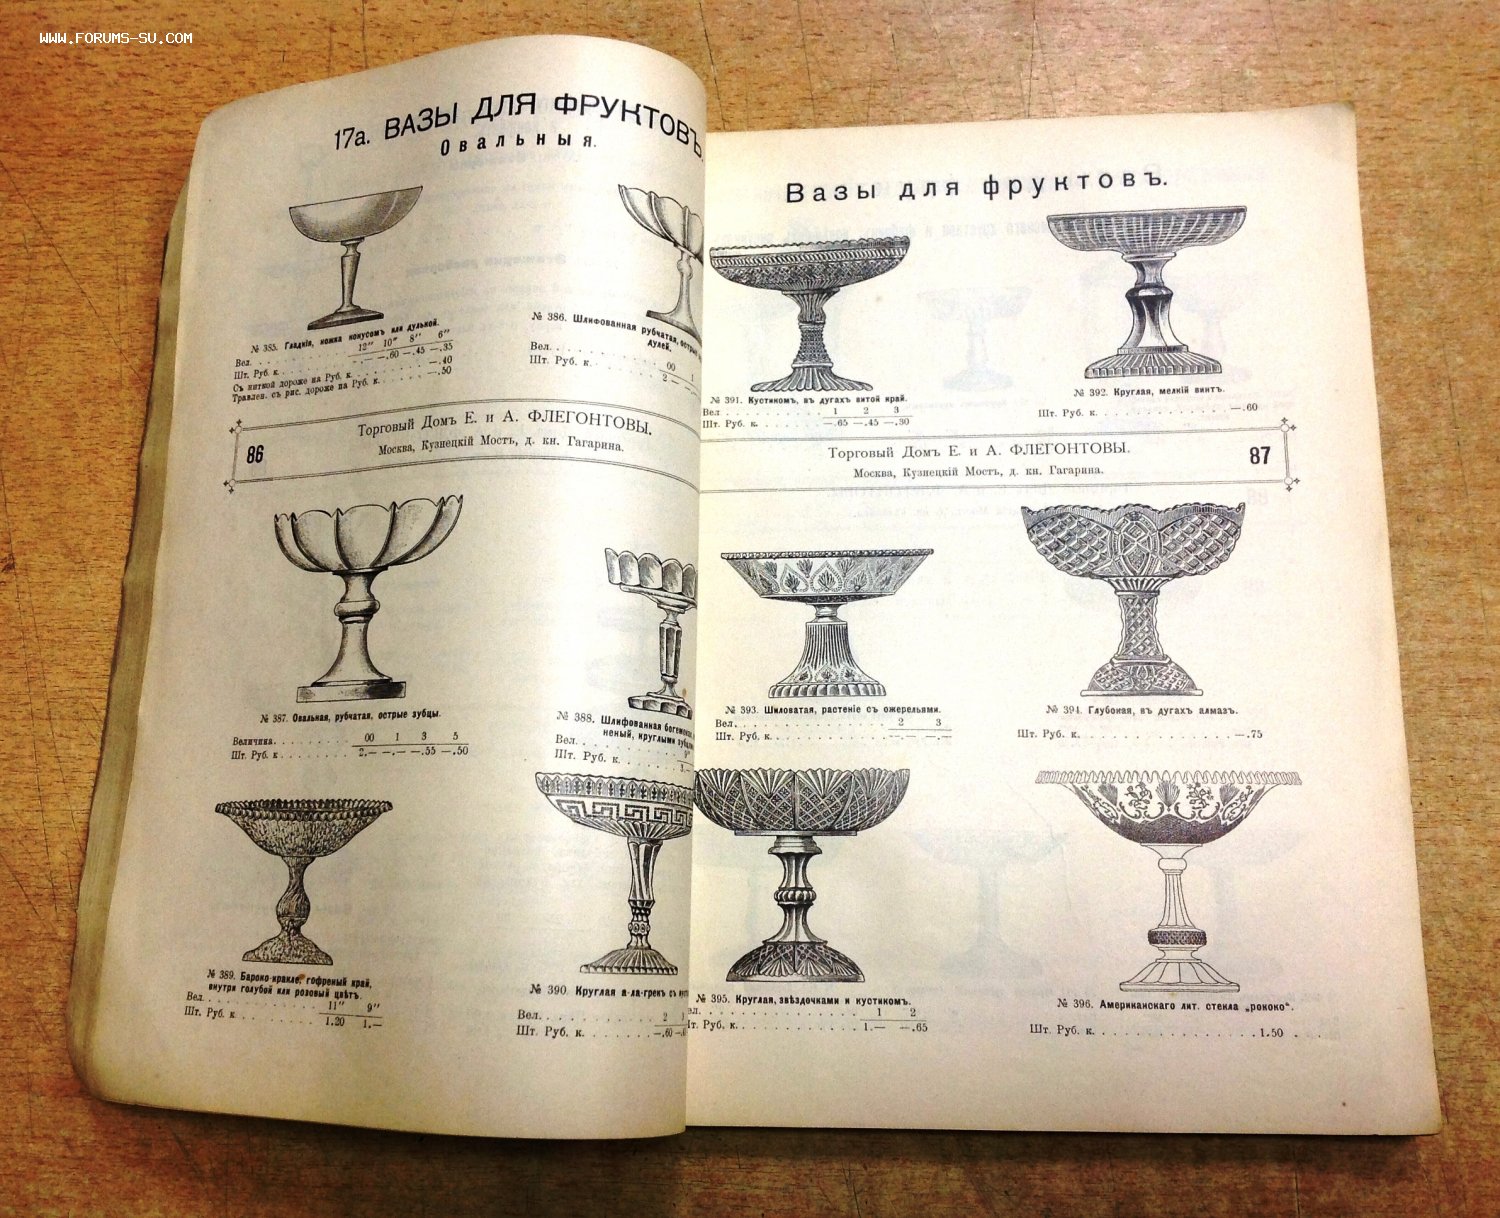 WWW.FORUMS-SU.COM
17а. ВАЗЫ ДЛЯ ФРУКТОВЪ.
Овальныя.
№ 385. Гладкія, ножка конусомъ или дулькой.
12" 10" 8" 6"
Шт. Руб. к. . . . . . . —.— —.60 —.45 —.35
Съ ниткой дороже на Руб. к. . . . . . —.40
Травлен. съ рис. дороже на Руб. к. . . . . . —.50
№ 386. Шлифованная рубчатая,
дулей.
Вел. . . . . . . . 00 1
Шт. Руб. к. . . . . . . 2 —
86
Торговый Домъ Е. и А. ФЛЕГОНТОВЫ.
Москва, Кузнецкій Мостъ, д. кн. Гагарина.
№ 387. Овальная, рубчатая, острые зубцы.
Величина. . . . . . . . 00 1 3 5
Шт. Руб. к . . . . . . . . 2.— —.— —.55 —.50
№ 388. Шлифованная
неный, круглыми
Вел. . . . . . . . 9"
Шт. Руб. к. . . . . . . 3.—
№ 389. Бароко-кракле, гофреный край,
внутри голубой или розовый цвѣтъ.
Вел. . . . . . . . 11" 9"
Шт. Руб. к . . . . . . . 1.20 1.—
№ 390. Круглая а-ла-грекъ съ
Вел. . . . . . . . 2 1
Шт. Руб. к. . . . . . . —.60
Вазы для фруктовъ.
№ 391. Кустикомъ, въ дугахъ витой край.
Вел . . . . . . . . 1 2 3
Шт. Руб. к. . . . . . . —.65 —.45 —.30
№ 392. Круглая, мелкій винтъ.
Шт. Руб. к. . . . . . . . . . —.60
Торговый Домъ Е. и А. ФЛЕГОНТОВЫ.
Москва, Кузнецкій Мостъ, д. кн. Гагарина.
87
№ 393. Шиловатая, растеніе съ ожерельями.
Вел. . . . . . . . . . 2 3
Шт. Руб. к. . . . . . . . . —.— —.—
№ 394. Глубокая, въ дугахъ алмазъ.
Шт. Руб. к. . . . . . . . . . —.75
№ 395. Круглая, звѣздочками и кустикомъ.
1 2
Руб. к. . . . . . . . . 1.— —.65
№ 396. Американскаго лит. стекла „рококо“.
Шт. Руб. к. . . . . . . . . . 1.50